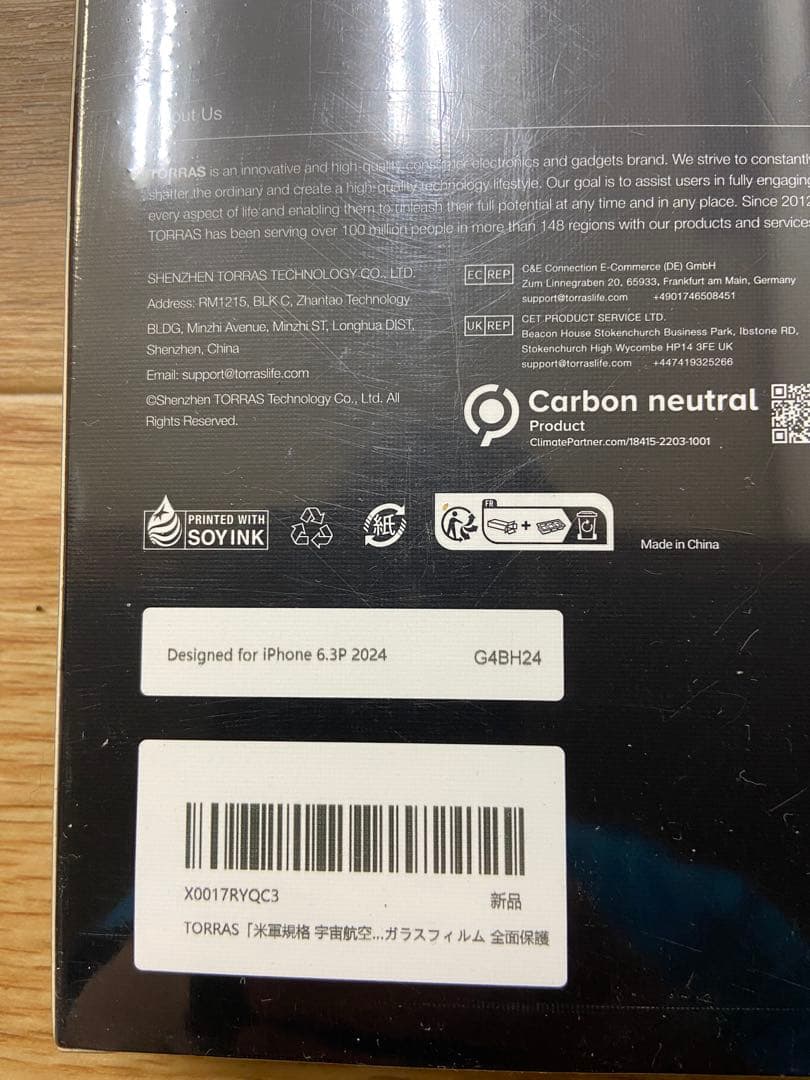 out Us
TORRAS is an innovative and high-quality consumer electronics and gadgets brand. We strive to constantly
shatter the ordinary and create a high-quality technology lifestyle. Our goal is to assist users in fully engaging
every aspect of life and enabling them to unleash their full potential at any time and in any place. Since 2012
TORRAS has been serving over 100 million people in more than 148 regions with our products and services
SHENZHEN TORRAS TECHNOLOGY CO., LTD.
Address: RM1215, BLK C, Zhantao Technology
BLDG, Minzhi Avenue, Minzhi ST, Longhua DIST,
Shenzhen, China
Email: support@torraslife.com
©Shenzhen TORRAS Technology Co., Ltd. All
Rights Reserved.
EC REP
C&E Connection E-Commerce (DE) GmbH
Zum Linnegraben 20, 65933, Frankfurt am Main, Germany
support@torraslife.com +4901746508451
UK REP
CET PRODUCT SERVICE LTD.
Beacon House Stokenchurch Business Park, Ibstone RD,
Stokenchurch High Wycombe HP14 3FE UK
support@torraslife.com +447419325266
Carbon neutral
Product
ClimatePartner.com/18415-2203-1001
PRINTED WITH
SOY INK
紙
FR
+
Made in China
Designed for iPhone 6.3P 2024 G4BH24
X0017RYQC3 新品
TORRAS「米軍規格 宇宙航空...ガラスフィルム 全面保護